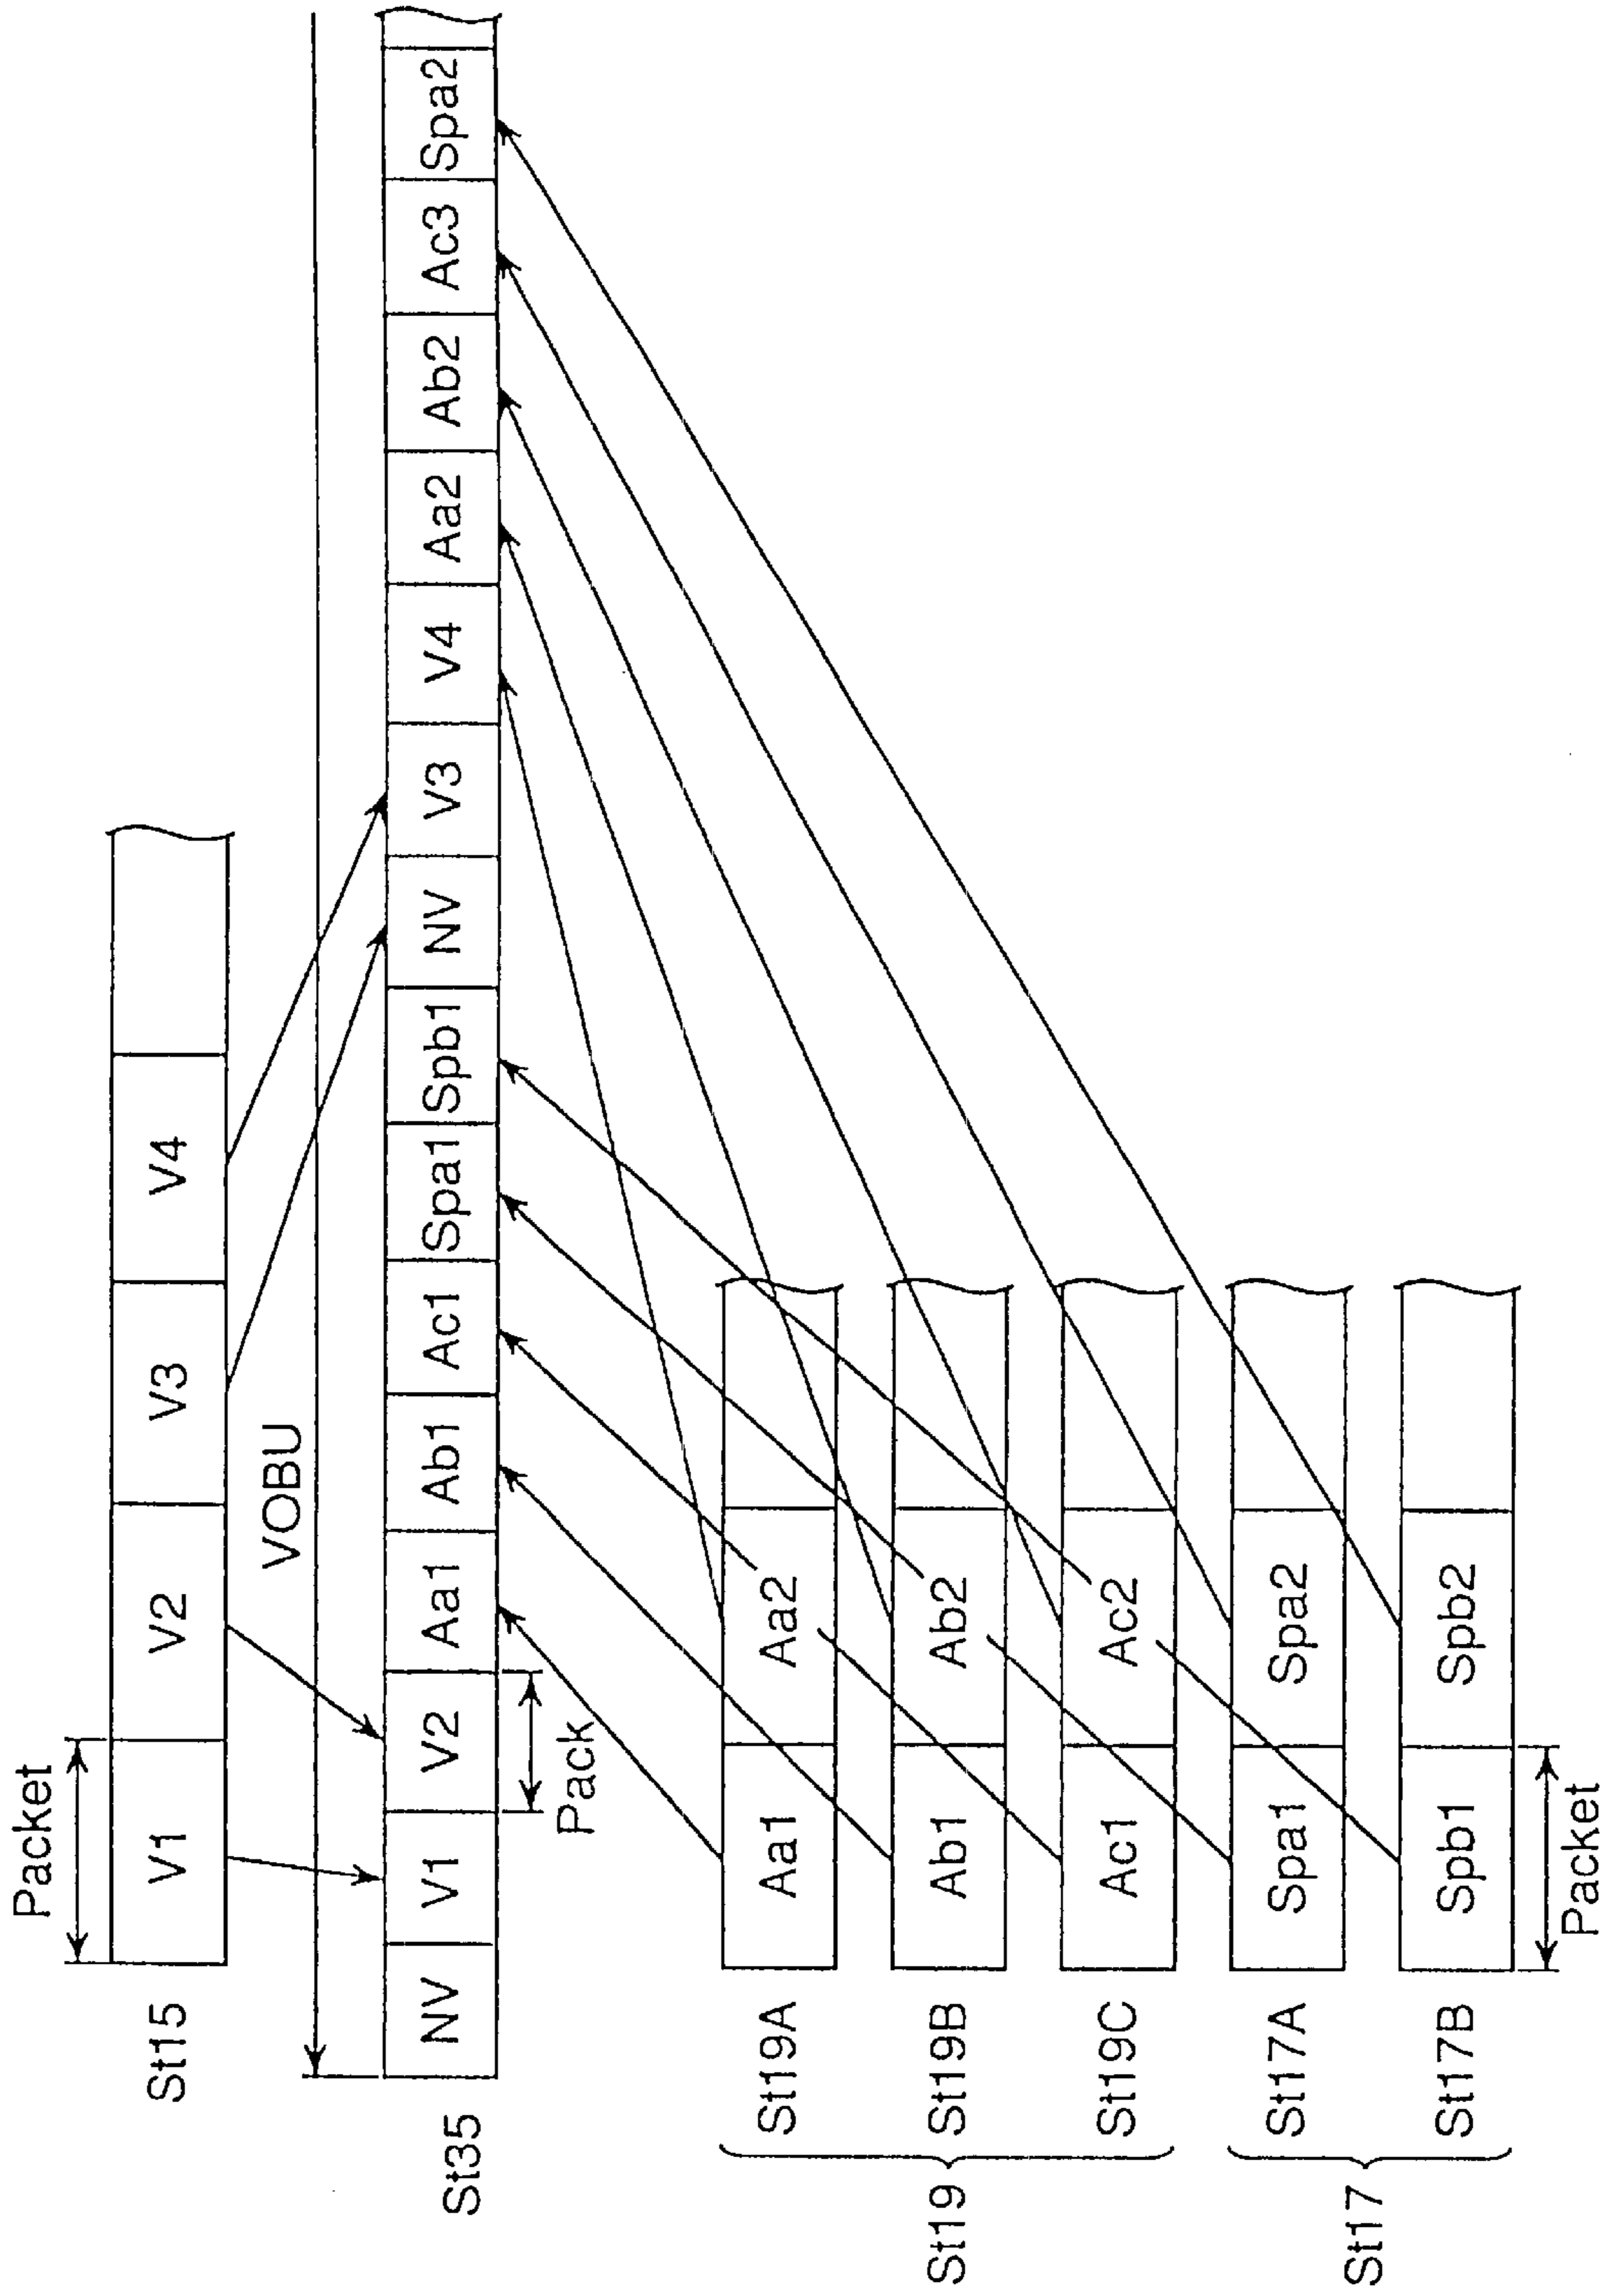 Packet
St15 V1 V2 V3 V4
VOBU
St35 NV V1 V2 Aa1 Ab1 Ac1 Spa1 Spb1 NV V3 V4 Aa2 Ab2 Ac3 Spa2
Pack
St19
St19A Aa1 Aa2
St19B Ab1 Ab2
St19C Ac1 Ac2
St17
St17A Spa1 Spa2
St17B Spb1 Spb2
Packet